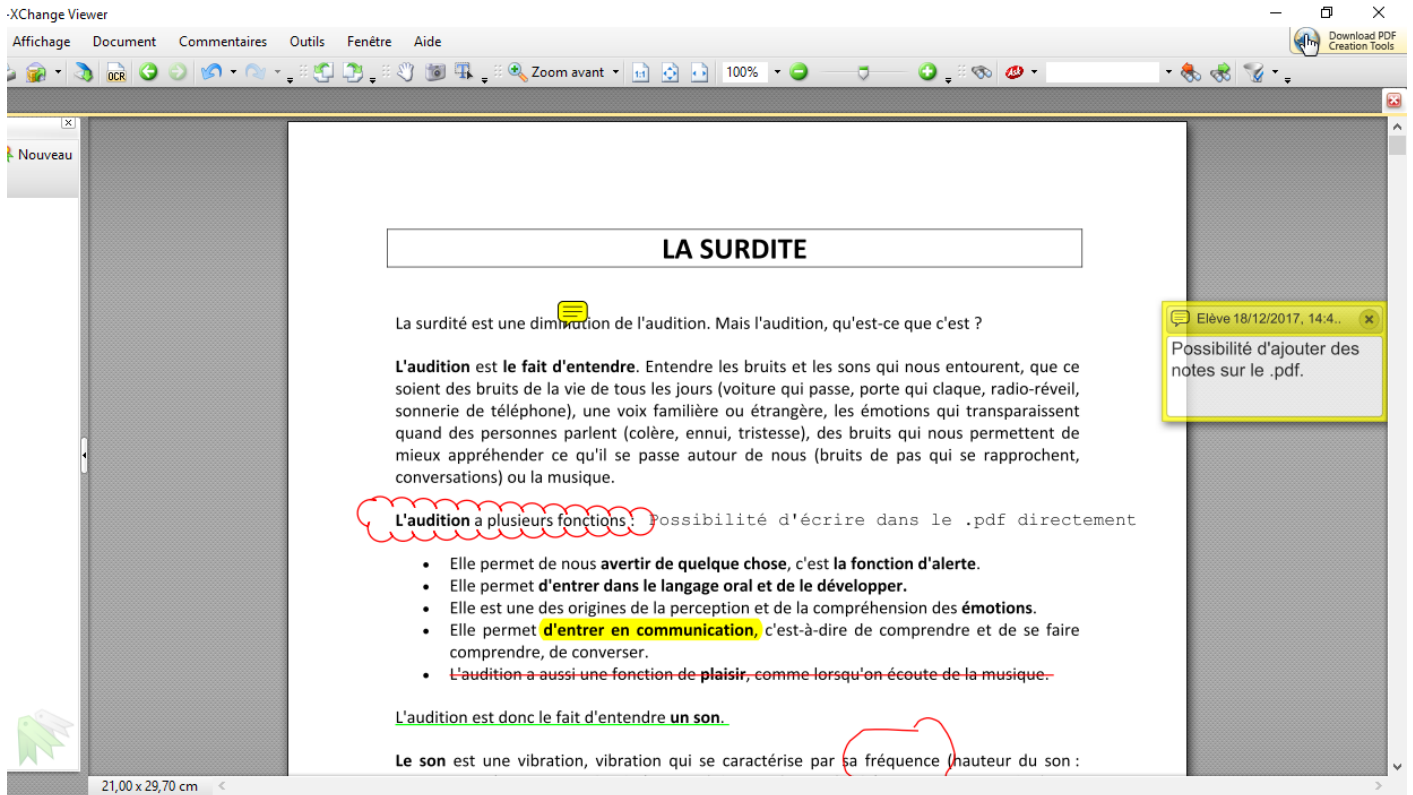 -XChange Viewer
Affichage Document Commentaires Outils Fenêtre Aide
Download PDF
Creation Tools
OCR Zoom avant 1:1 100% Ask
Nouveau
LA SURDITE
La surdité est une diminution de l'audition. Mais l'audition, qu'est-ce que c'est ?
Elève 18/12/2017, 14:4..
Possibilité d'ajouter des
notes sur le .pdf.
L'audition est le fait d'entendre. Entendre les bruits et les sons qui nous entourent, que ce
soient des bruits de la vie de tous les jours (voiture qui passe, porte qui claque, radio-réveil,
sonnerie de téléphone), une voix familière ou étrangère, les émotions qui transparaissent
quand des personnes parlent (colère, ennui, tristesse), des bruits qui nous permettent de
mieux appréhender ce qu'il se passe autour de nous (bruits de pas qui se rapprochent,
conversations) ou la musique.
L'audition a plusieurs fonctions : Possibilité d'écrire dans le .pdf directement
• Elle permet de nous avertir de quelque chose, c'est la fonction d'alerte.
• Elle permet d'entrer dans le langage oral et de le développer.
• Elle est une des origines de la perception et de la compréhension des émotions.
• Elle permet d'entrer en communication, c'est-à-dire de comprendre et de se faire
comprendre, de converser.
• L'audition a aussi une fonction de plaisir, comme lorsqu'on écoute de la musique.
L'audition est donc le fait d'entendre un son.
Le son est une vibration, vibration qui se caractérise par sa fréquence (hauteur du son :
21,00 x 29,70 cm